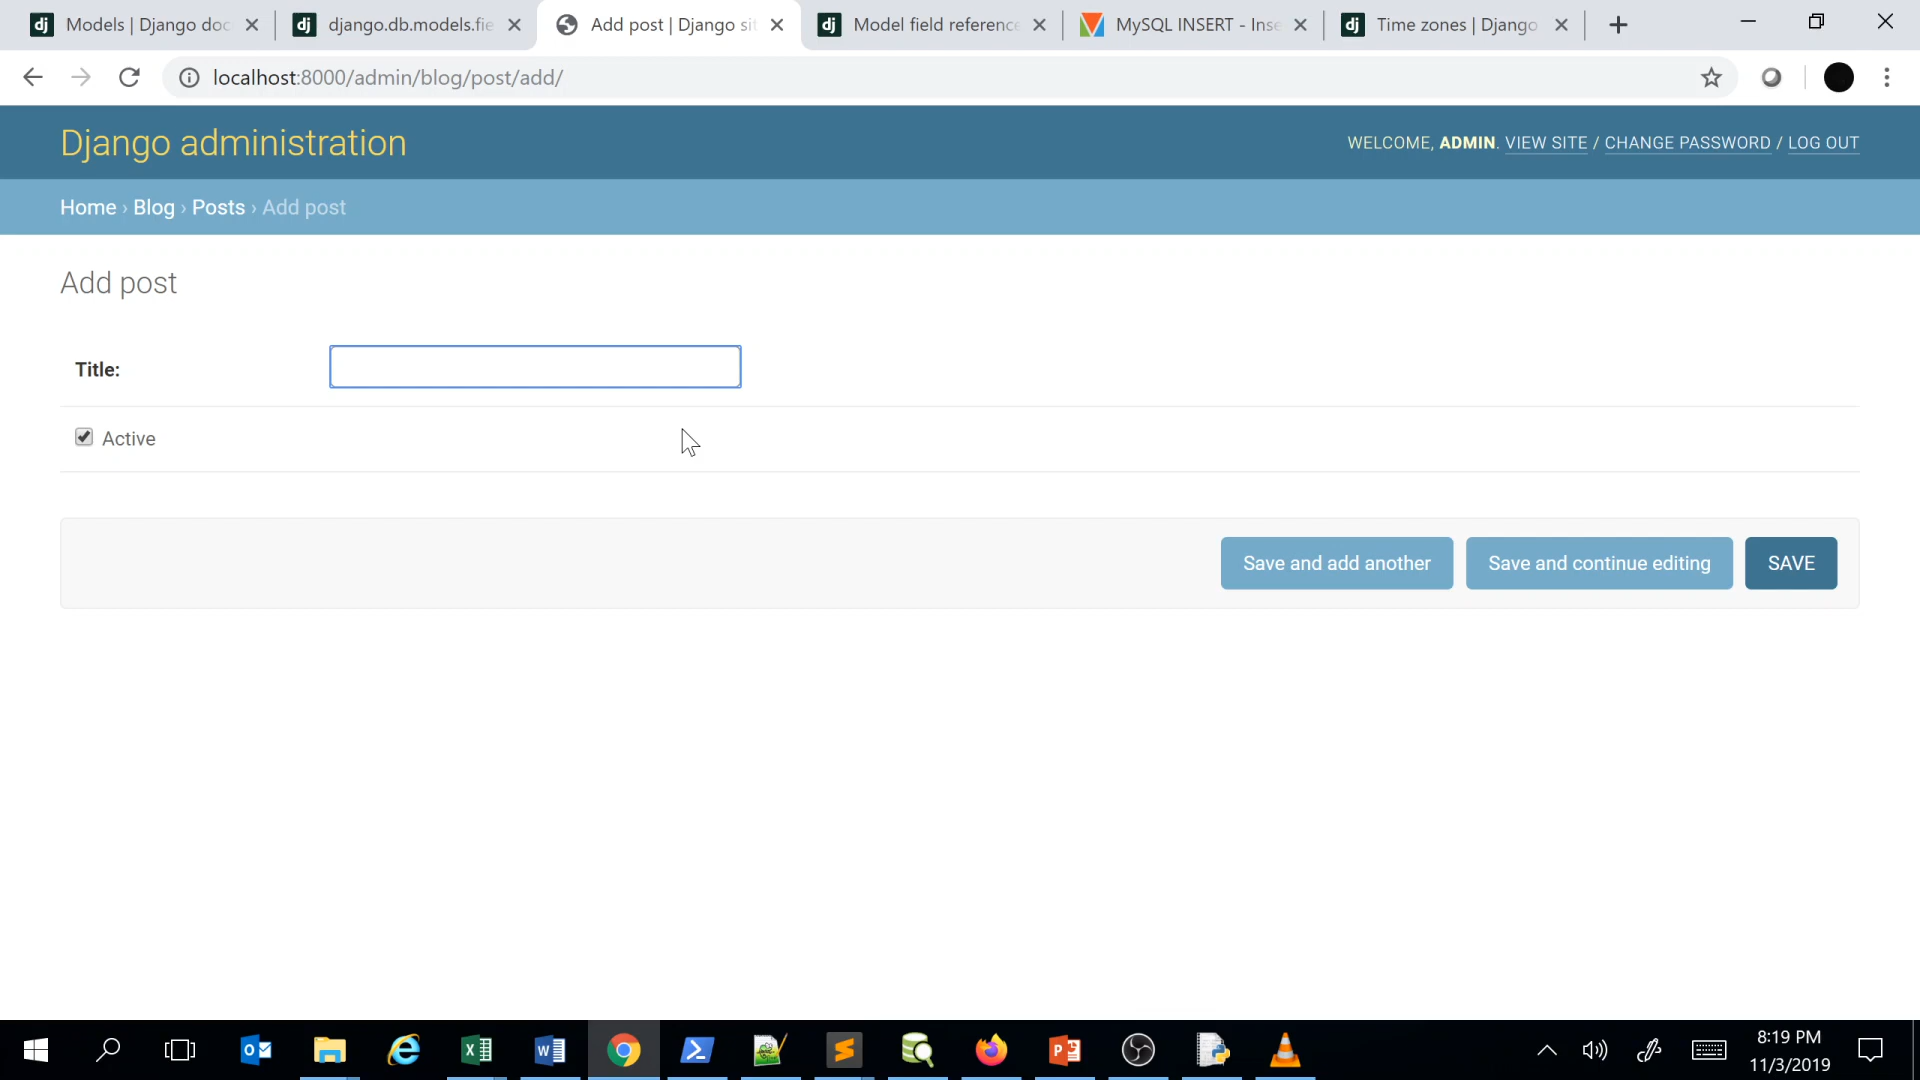 Models | Django doc
django.db.models.fie
Add post | Django sit
Model field reference
MySQL INSERT - Inse
Time zones | Django
localhost:8000/admin/blog/post/add/
Django administration
WELCOME, ADMIN. VIEW SITE / CHANGE PASSWORD / LOG OUT
Home › Blog › Posts › Add post
Add post
Title:
Active
Save and add another
Save and continue editing
SAVE
8:19 PM
11/3/2019